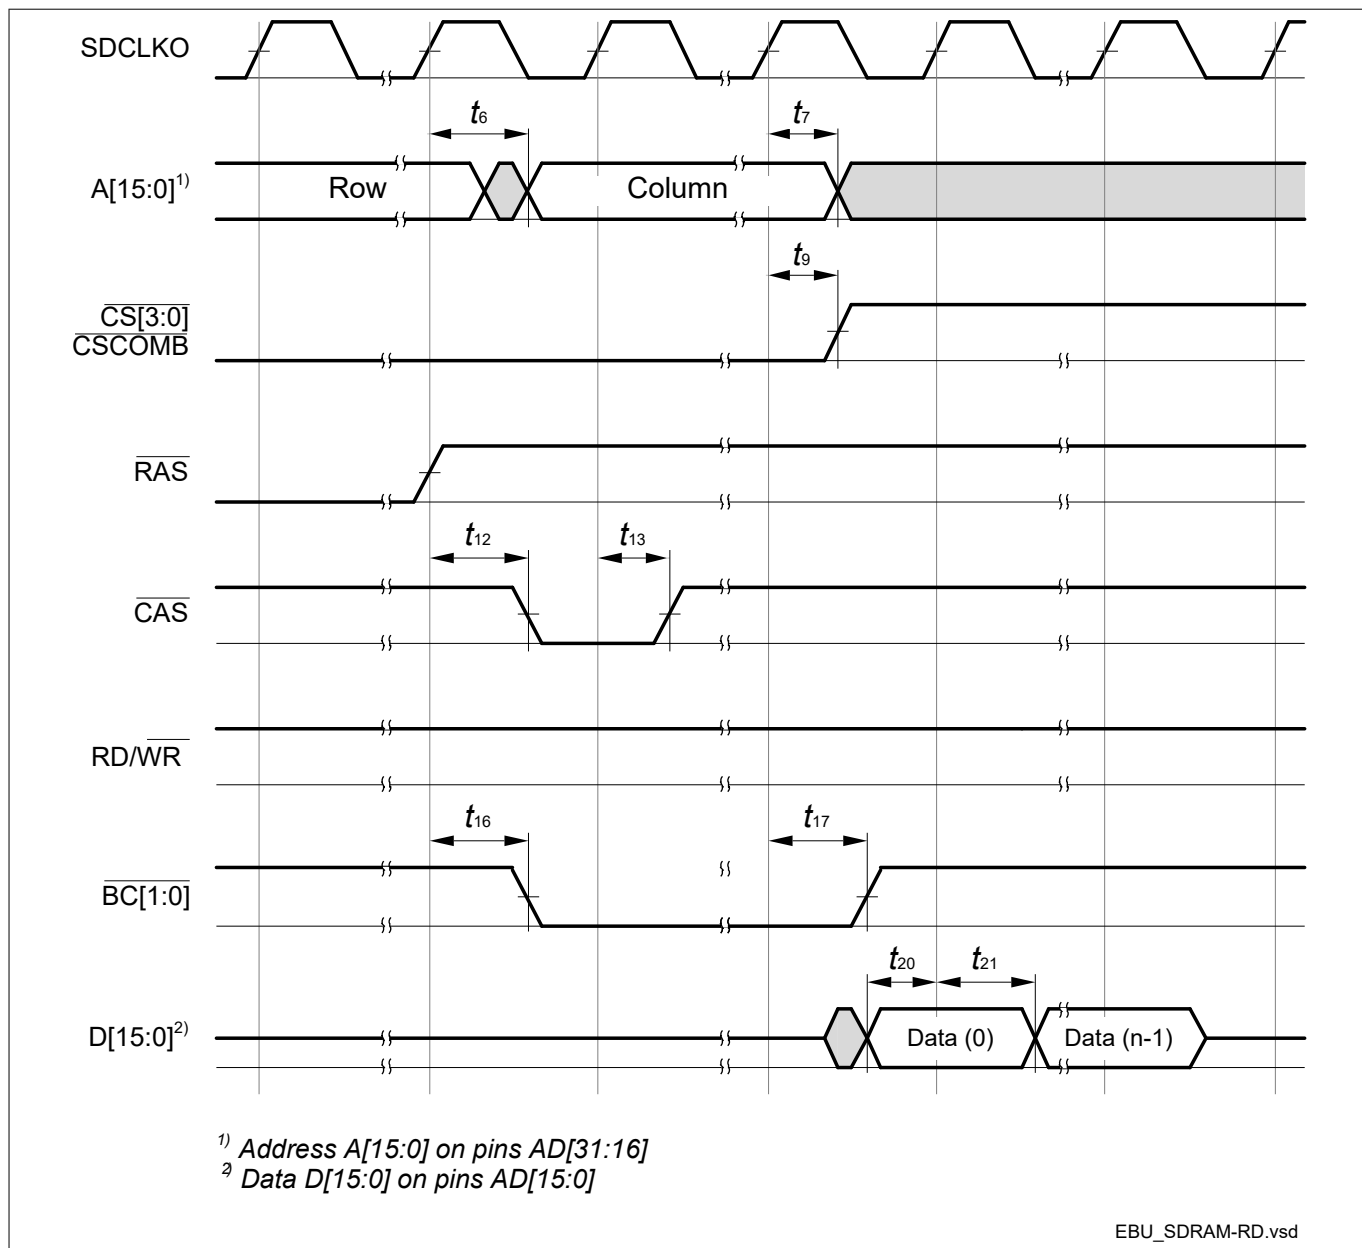 SDCLKO
t6
t7
A[15:0]1)
Row
Column
t9
CS[3:0]
CSCOMB
RAS
t12
t13
CAS
RD/WR
t16
t17
BC[1:0]
t20
t21
D[15:0]2)
Data (0)
Data (n-1)
1) Address A[15:0] on pins AD[31:16]
2) Data D[15:0] on pins AD[15:0]
EBU_SDRAM-RD.vsd